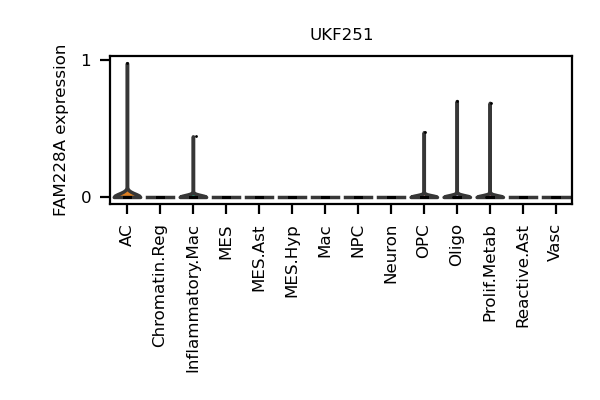 UKF251
FAM228A expression
1
0
AC
Chromatin.Reg
Inflammatory.Mac
MES
MES.Ast
MES.Hyp
Mac
NPC
Neuron
OPC
Oligo
Prolif.Metab
Reactive.Ast
Vasc